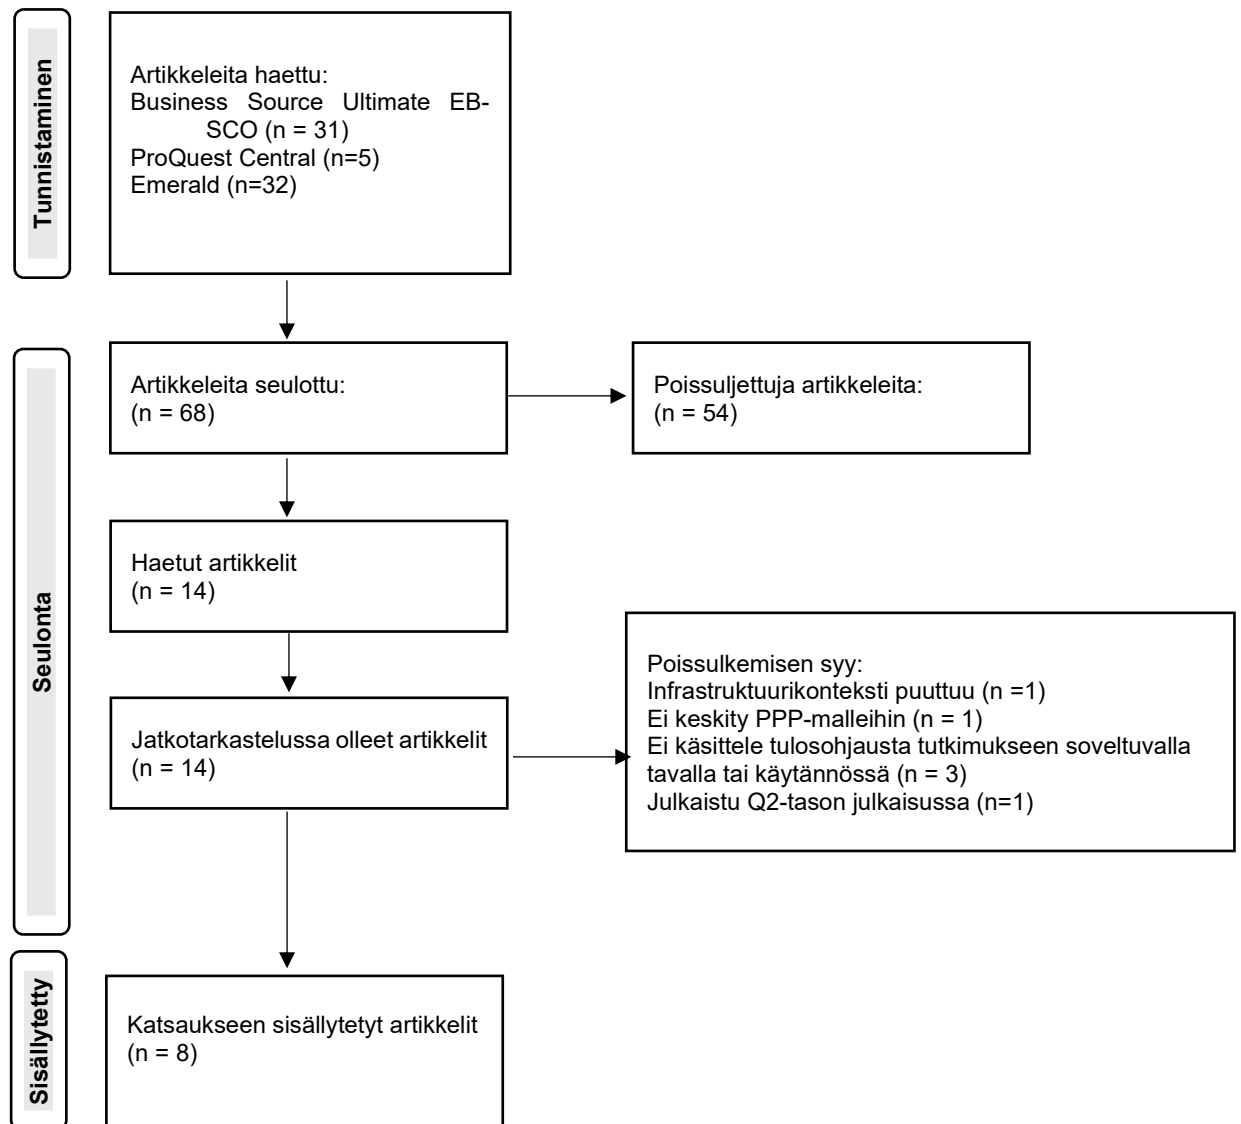 Tunnistaminen
Artikkeleita haettu:
Business Source Ultimate EB-
SCO (n = 31)
ProQuest Central (n=5)
Emerald (n=32)
Seulonta
Artikkeleita seulottu:
(n = 68)
Poissuljettuja artikkeleita:
(n = 54)
Haetut artikkelit
(n = 14)
Jatkotarkastelussa olleet artikkelit
(n = 14)
Poissulkemisen syy:
Infrastruktuurikonteksti puuttuu (n =1)
Ei keskity PPP-malleihin (n = 1)
Ei käsittele tulosohjausta tutkimukseen soveltuvalla
tavalla tai käytännössä (n = 3)
Julkaistu Q2-tason julkaisussa (n=1)
Sisällytetty
Katsaukseen sisällytetyt artikkelit
(n = 8)